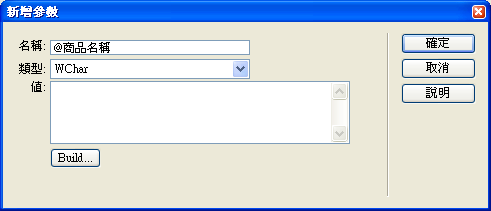 新增參數
名稱: @商品名稱
類型: WChar
值:
Build...
確定
取消
說明